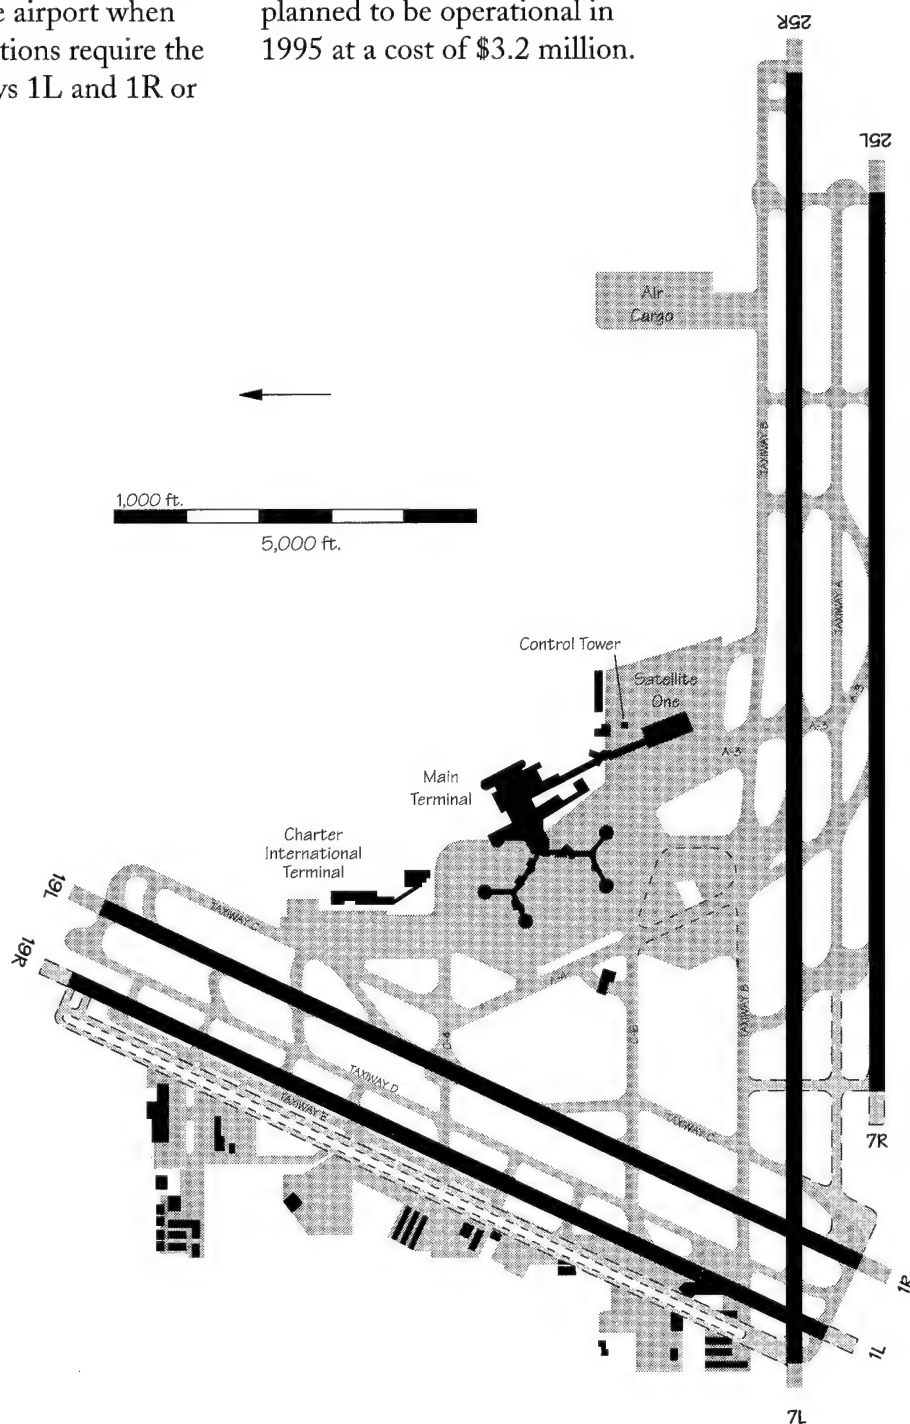 e airport when
tions require the
ys 1L and 1R or
planned to be operational in
1995 at a cost of $3.2 million.
25R
25L
Air
Cargo
TAXIWAY B
1,000 ft.
5,000 ft.
TAXIWAY A
Control Tower
Satellite
One
A-3
A-3
A-3
Main
Terminal
Charter
International
Terminal
19L
TAXIWAY C
19R
TAXIWAY B
TAXIWAY D
TAXIWAY E
TAXIWAY C
7R
1R
1L
7L